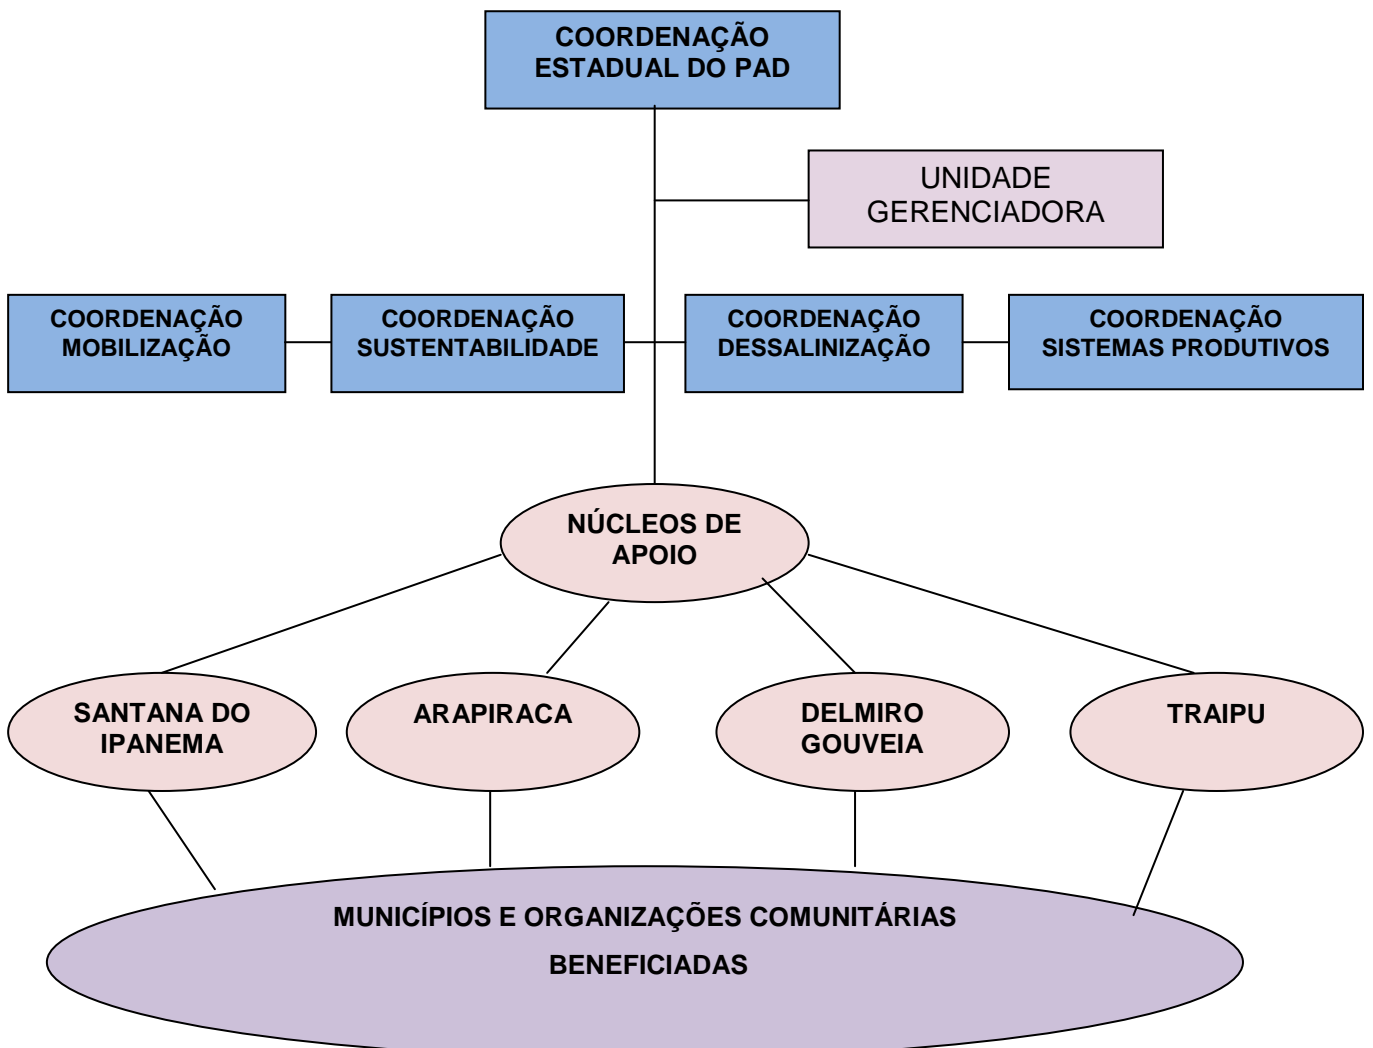 COORDENAÇÃO
ESTADUAL DO PAD
UNIDADE
GERENCIADORA
COORDENAÇÃO
MOBILIZAÇÃO
COORDENAÇÃO
SUSTENTABILIDADE
COORDENAÇÃO
DESSALINIZAÇÃO
COORDENAÇÃO
SISTEMAS PRODUTIVOS
NÚCLEOS DE
APOIO
SANTANA DO
IPANEMA
ARAPIRACA
DELMIRO
GOUVEIA
TRAIPU
MUNICÍPIOS E ORGANIZAÇÕES COMUNITÁRIAS
BENEFICIADAS